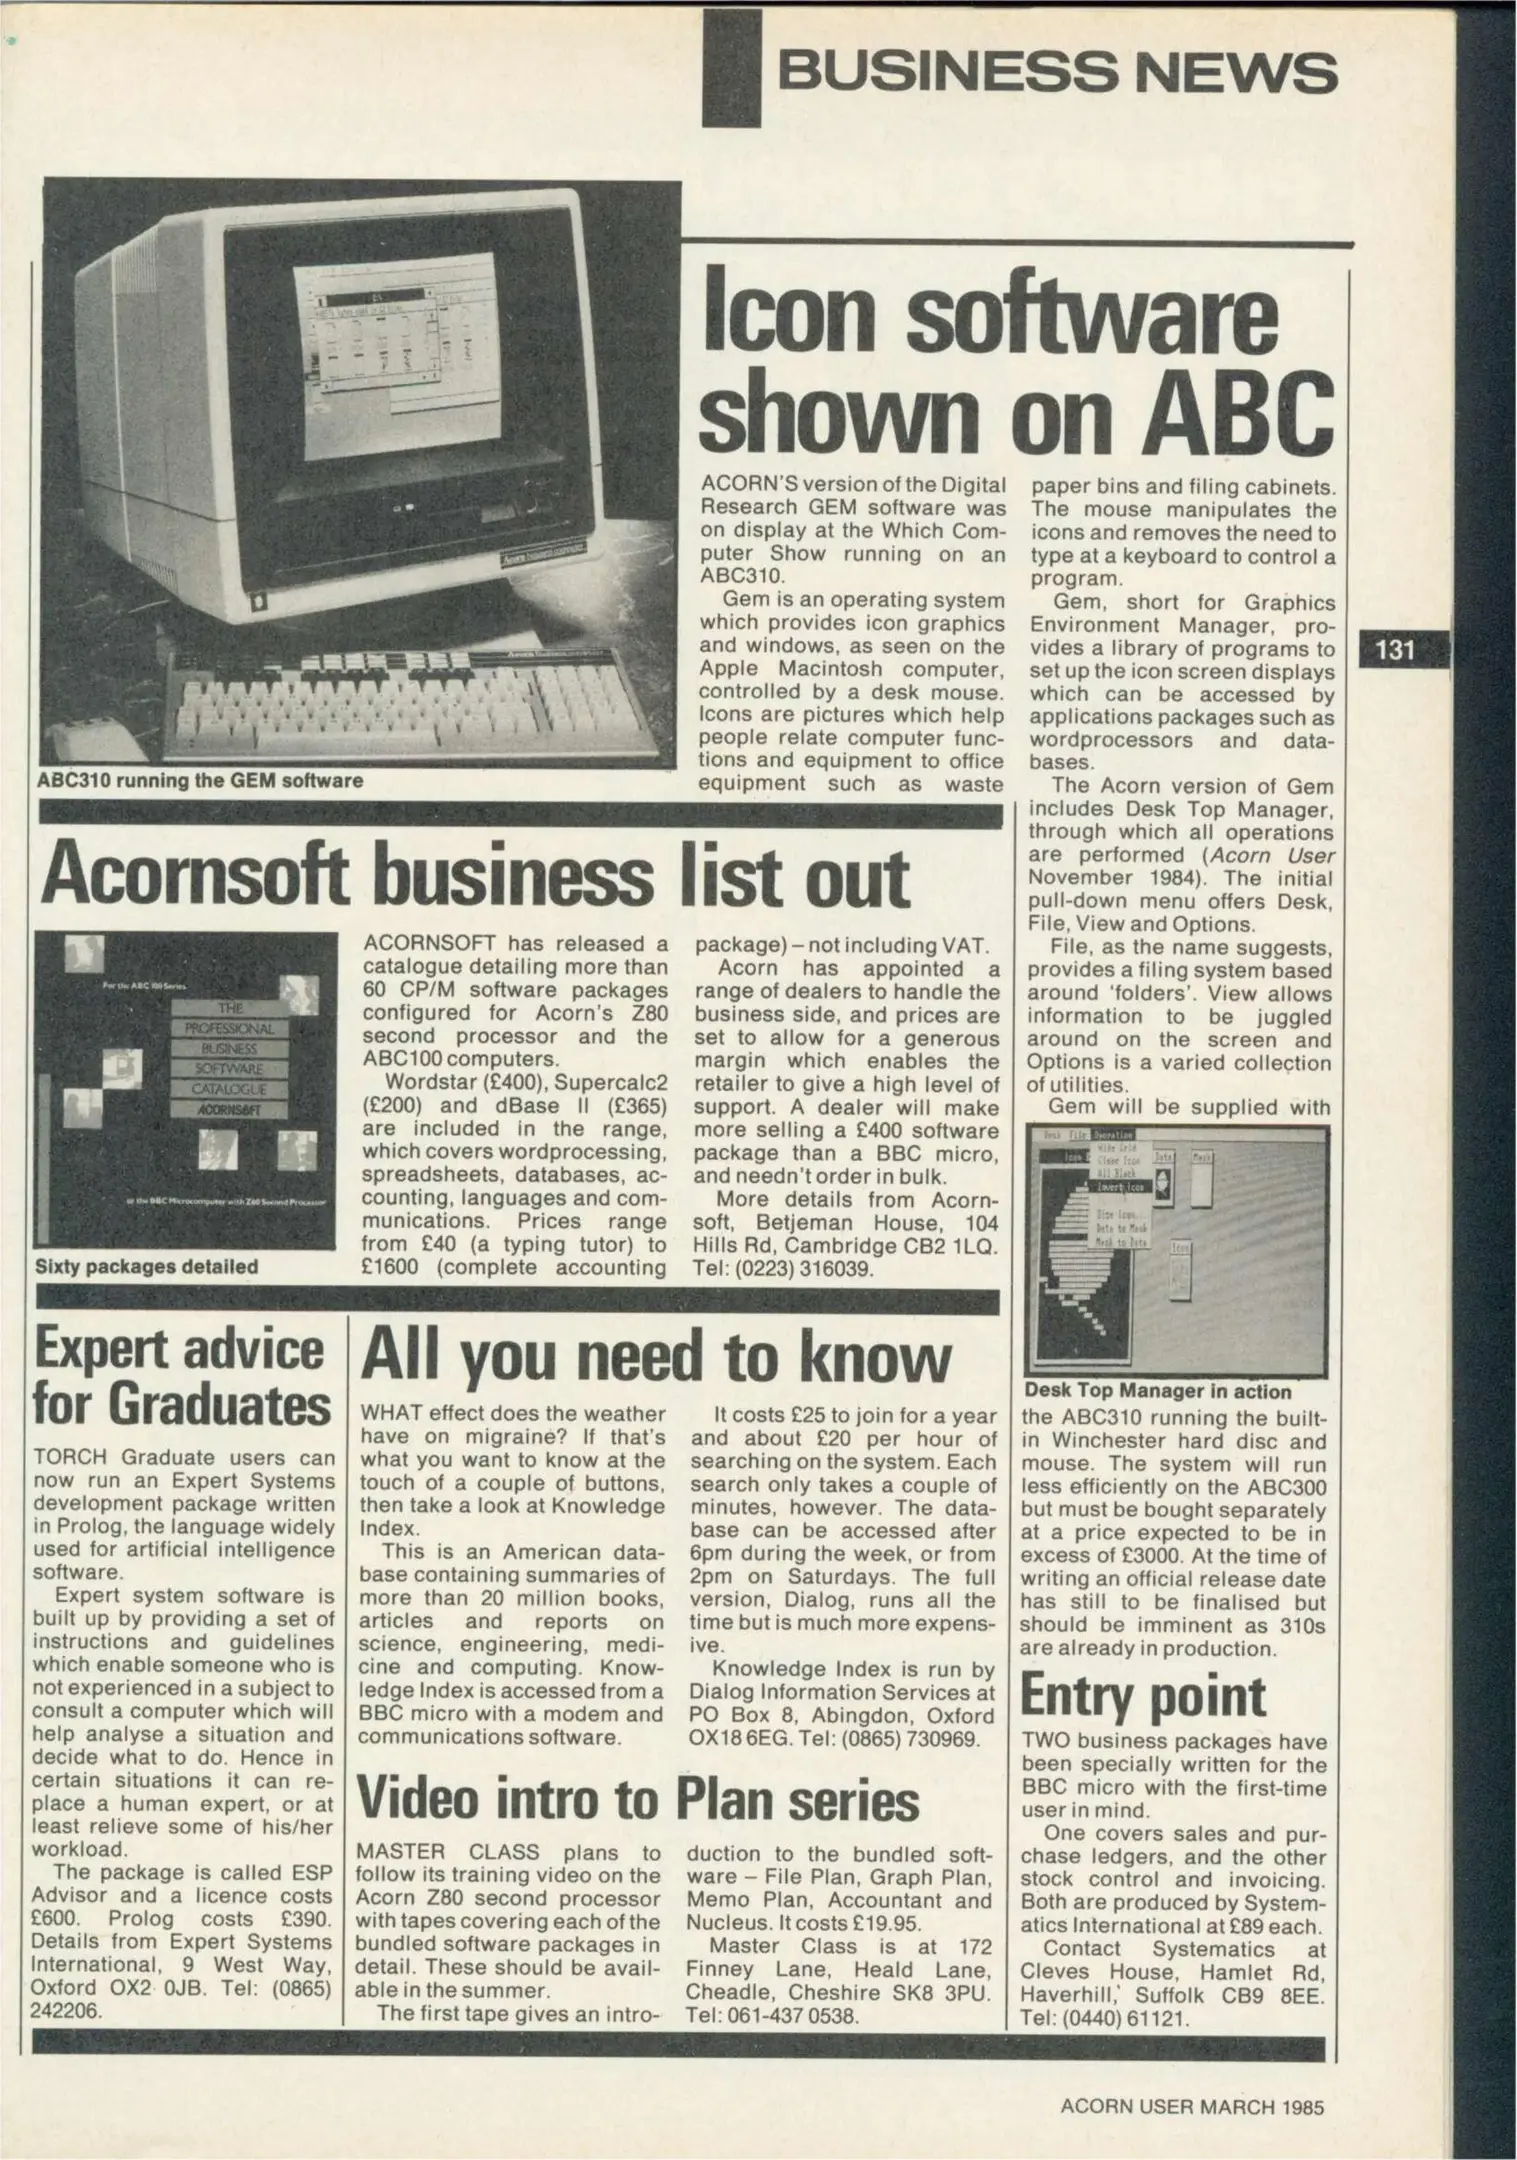 BUSINESS NEWS
Icon software
shown on ABC
ACORN'S version of the Digital
Research GEM software was
on display at the Which Com-
puter Show running on an
ABC310.
Gem is an operating system
which provides icon graphics
and windows, as seen on the
Apple Macintosh computer,
controlled by a desk mouse.
Icons are pictures which help
people relate computer func-
tions and equipment to office
equipment such as waste
paper bins and filing cabinets.
The mouse manipulates the
icons and removes the need to
type at a keyboard to control a
program.
Gem, short for Graphics
Environment Manager, pro-
vides a library of programs to
set up the icon screen displays
which can be accessed by
applications packages such as
wordprocessors and data-
bases.
The Acorn version of Gem
includes Desk Top Manager,
through which all operations
are performed (Acorn User
November 1984). The initial
pull-down menu offers Desk,
File, View and Options.
File, as the name suggests,
provides a filing system based
around 'folders'. View allows
information to be juggled
around on the screen and
Options is a varied collection
of utilities.
Gem will be supplied with
Desk File Operation
Wide Grid
Clear Icon
All Black
Invert Icon
Data to Mask
Mask to Data
Data
Mask
Icon
Desk Top Manager in action
the ABC310 running the built-
in Winchester hard disc and
mouse. The system will run
less efficiently on the ABC300
but must be bought separately
at a price expected to be in
excess of £3000. At the time of
writing an official release date
has still to be finalised but
should be imminent as 310s
are already in production.
131
Acorn Business Computer
ABC310 running the GEM software
Acornsoft business list out
For the ABC 100 Series
THE
PROFESSIONAL
BUSINESS
SOFTWARE
CATALOGUE
ACORNSOFT
or the BBC Microcomputer with Z80 Second Processor
Sixty packages detailed
ACORNSOFT has released a
catalogue detailing more than
60 CP/M software packages
configured for Acorn's Z80
second processor and the
ABC100 computers.
Wordstar (£400), Supercalc2
(£200) and dBase II (£365)
are included in the range,
which covers wordprocessing,
spreadsheets, databases, ac-
counting, languages and com-
munications. Prices range
from £40 (a typing tutor) to
£1600 (complete accounting
package) – not including VAT.
Acorn has appointed a
range of dealers to handle the
business side, and prices are
set to allow for a generous
margin which enables the
retailer to give a high level of
support. A dealer will make
more selling a £400 software
package than a BBC micro,
and needn't order in bulk.
More details from Acorn-
soft, Betjeman House, 104
Hills Rd, Cambridge CB2 1LQ.
Tel: (0223) 316039.
Expert advice
for Graduates
TORCH Graduate users can
now run an Expert Systems
development package written
in Prolog, the language widely
used for artificial intelligence
software.
Expert system software is
built up by providing a set of
instructions and guidelines
which enable someone who is
not experienced in a subject to
consult a computer which will
help analyse a situation and
decide what to do. Hence in
certain situations it can re-
place a human expert, or at
least relieve some of his/her
workload.
The package is called ESP
Advisor and a licence costs
£600. Prolog costs £390.
Details from Expert Systems
International, 9 West Way,
Oxford OX2 0JB. Tel: (0865)
242206.
All you need to know
WHAT effect does the weather
have on migraine? If that's
what you want to know at the
touch of a couple of buttons,
then take a look at Knowledge
Index.
This is an American data-
base containing summaries of
more than 20 million books,
articles and reports on
science, engineering, medi-
cine and computing. Know-
ledge Index is accessed from a
BBC micro with a modem and
communications software.
It costs £25 to join for a year
and about £20 per hour of
searching on the system. Each
search only takes a couple of
minutes, however. The data-
base can be accessed after
6pm during the week, or from
2pm on Saturdays. The full
version, Dialog, runs all the
time but is much more expens-
ive.
Knowledge Index is run by
Dialog Information Services at
PO Box 8, Abingdon, Oxford
OX18 6EG. Tel: (0865) 730969.
Video intro to Plan series
MASTER CLASS plans to
follow its training video on the
Acorn Z80 second processor
with tapes covering each of the
bundled software packages in
detail. These should be avail-
able in the summer.
The first tape gives an intro-
duction to the bundled soft-
ware – File Plan, Graph Plan,
Memo Plan, Accountant and
Nucleus. It costs £19.95.
Master Class is at 172
Finney Lane, Heald Lane,
Cheadle, Cheshire SK8 3PU.
Tel: 061-437 0538.
Entry point
TWO business packages have
been specially written for the
BBC micro with the first-time
user in mind.
One covers sales and pur-
chase ledgers, and the other
stock control and invoicing.
Both are produced by System-
atics International at £89 each.
Contact Systematics at
Cleves House, Hamlet Rd,
Haverhill, Suffolk CB9 8EE.
Tel: (0440) 61121.
ACORN USER MARCH 1985